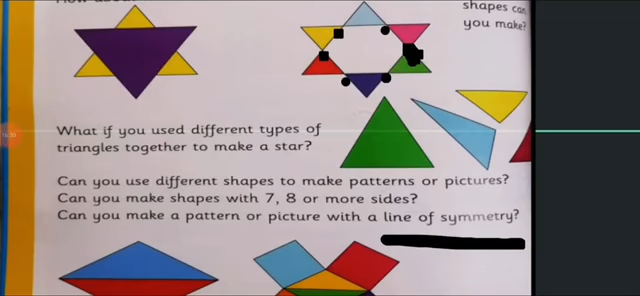 shapes can
you make?
What if you used different types of
triangles together to make a star?
Can you use different shapes to make patterns or pictures?
Can you make shapes with 7, 8 or more sides?
Can you make a pattern or picture with a line of symmetry?